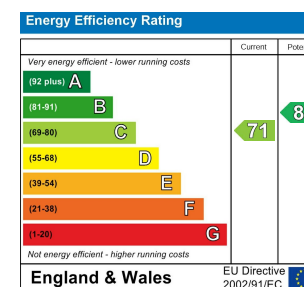 Energy Efficiency Rating
Current
Very energy efficient - lower running costs
(92 plus) A
(81-91) B
(69-80) C
71
(55-68) D
(39-54) E
(21-38) F
(1-20) G
Not energy efficient - higher running costs
England & Wales
EU Directive
2002/91/EC